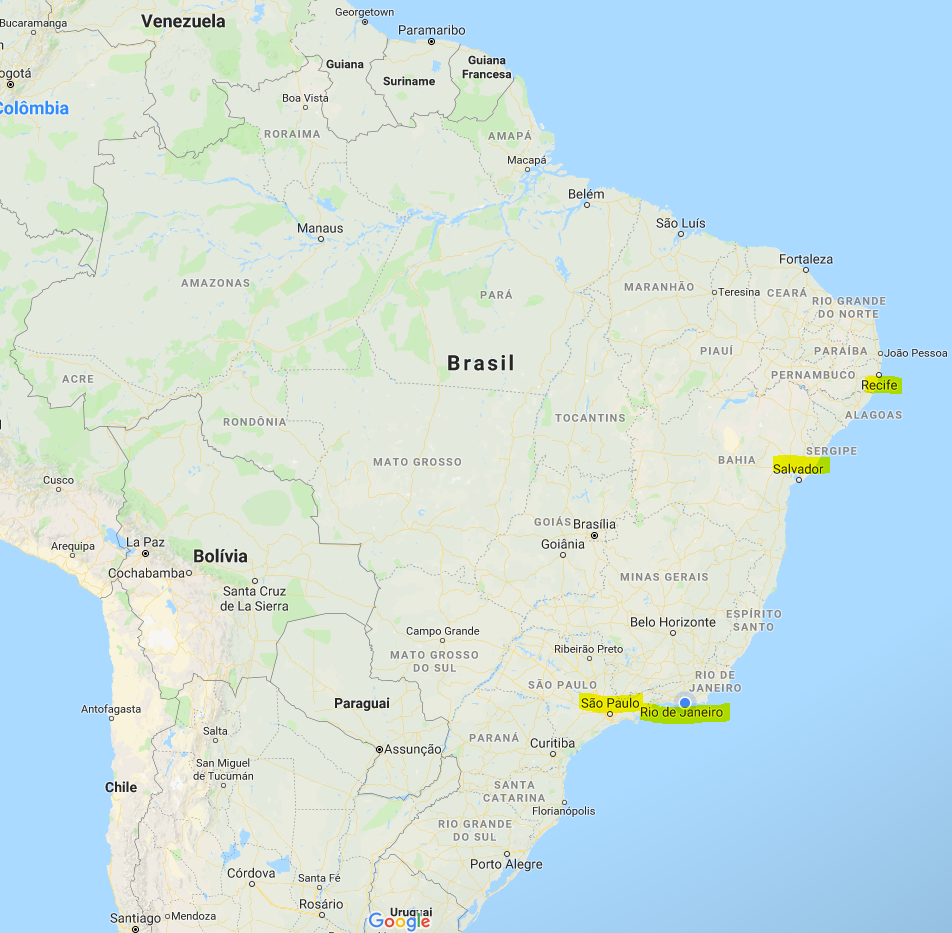 Georgetown
Venezuela
Bucaramanga
Paramaribo
Guiana
Guiana
Francesa
Suriname
ogotá
Boa Vista
Colômbia
RORAIMA
AMAPÁ
Macapá
Belém
Manaus
São Luís
Fortaleza
AMAZONAS
PARÁ
MARANHÃO
Teresina
CEARÁ
RIO GRANDE
DO NORTE
Brasil
PIAUÍ
PARAÍBA
João Pessoa
ACRE
PERNAMBUCO
Recife
RONDÔNIA
TOCANTINS
ALAGOAS
MATO GROSSO
BAHIA
SERGIPE
Salvador
Cusco
GOIÁS
Brasília
Arequipa
La Paz
Bolívia
Goiânia
Cochabamba
Santa Cruz
de La Sierra
MINAS GERAIS
Campo Grande
Belo Horizonte
ESPÍRITO
SANTO
Ribeirão Preto
MATO GROSSO
DO SUL
SÃO PAULO
RIO DE
JANEIRO
Antofagasta
Paraguai
São Paulo
Rio de Janeiro
Salta
Assunção
PARANÁ
Curitiba
San Miguel
de Tucumán
Chile
SANTA
CATARINA
Florianópolis
RIO GRANDE
DO SUL
Porto Alegre
Córdova
Santa Fé
Rosário
Santiago
Mendoza
Uruguai
Google